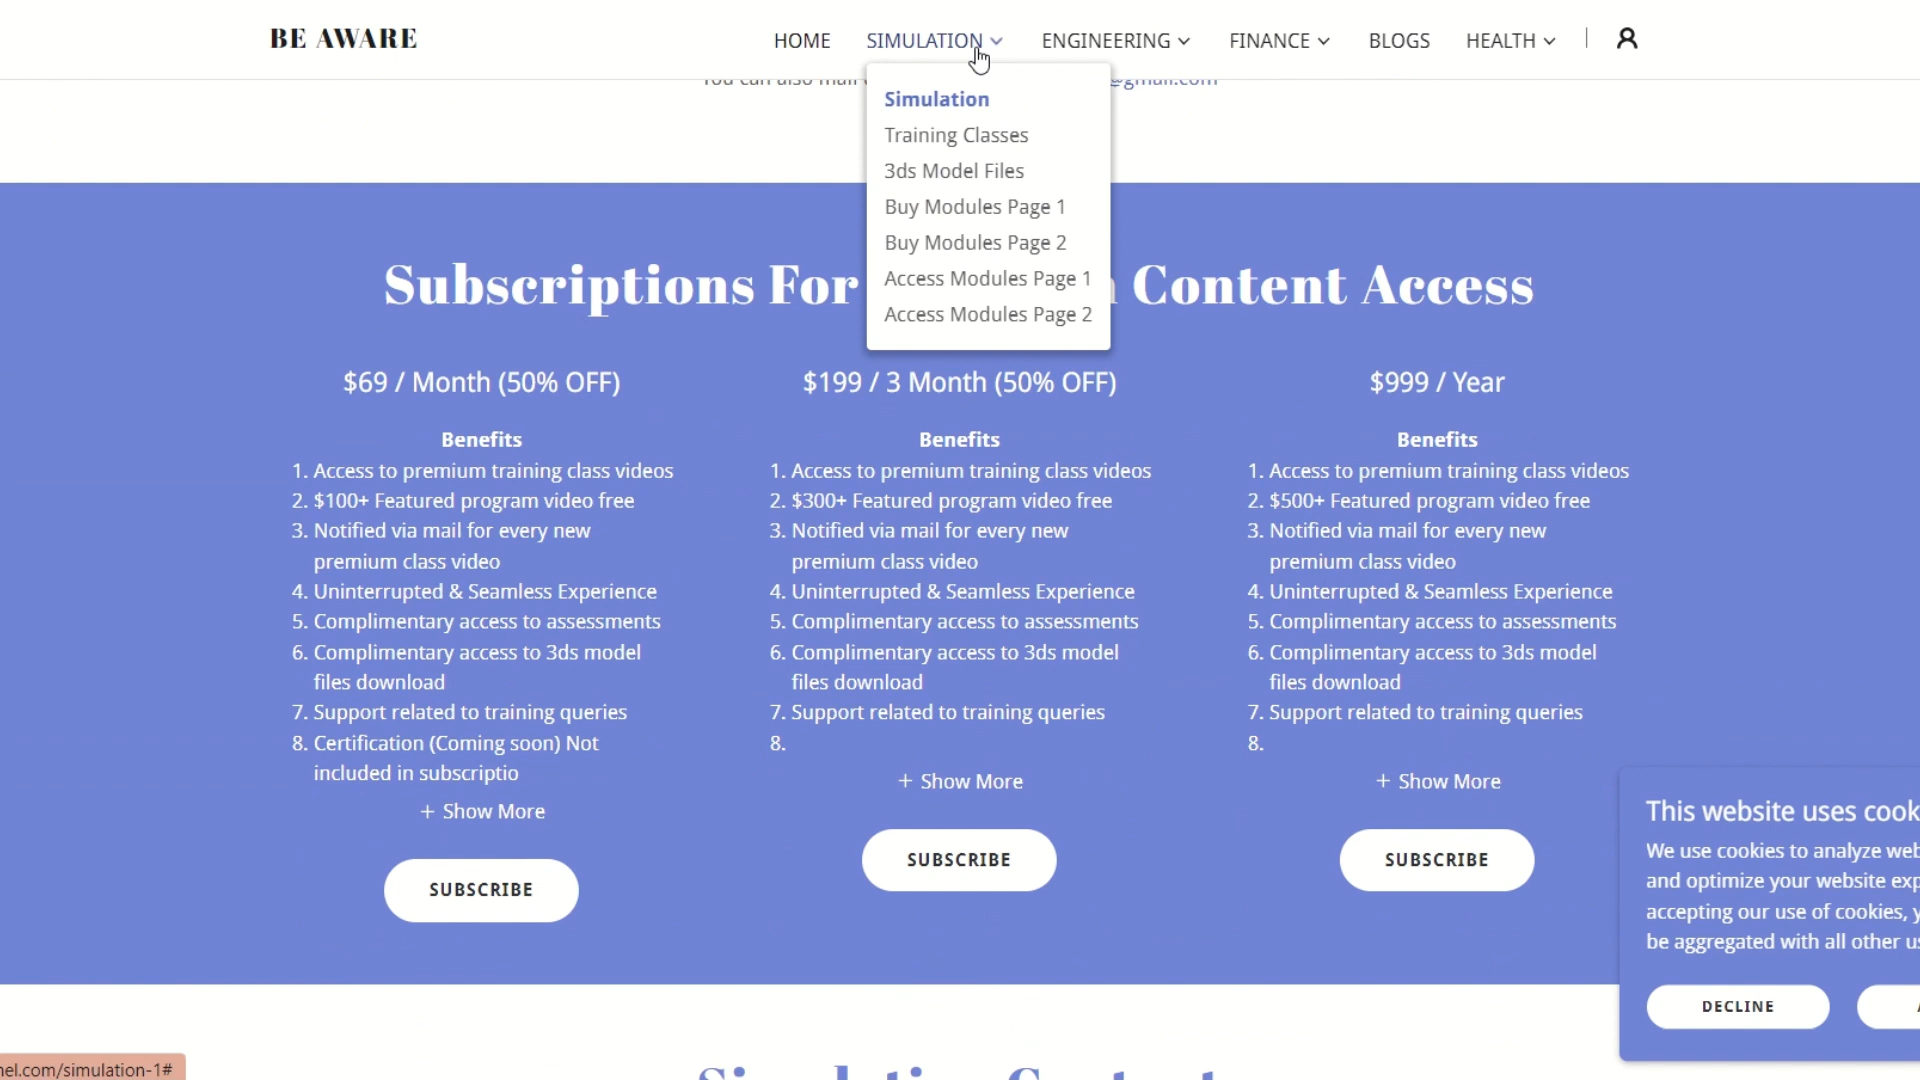 BE AWARE
HOME SIMULATION ENGINEERING FINANCE BLOGS HEALTH
You can also mail @gmail.com
Simulation
Training Classes
3ds Model Files
Buy Modules Page 1
Buy Modules Page 2
Access Modules Page 1
Access Modules Page 2
Subscriptions For Content Access
$69 / Month (50% OFF)
Benefits
1. Access to premium training class videos
2. $100+ Featured program video free
3. Notified via mail for every new
premium class video
4. Uninterrupted & Seamless Experience
5. Complimentary access to assessments
6. Complimentary access to 3ds model
files download
7. Support related to training queries
8. Certification (Coming soon) Not
included in subscriptio
+ Show More
SUBSCRIBE
$199 / 3 Month (50% OFF)
Benefits
1. Access to premium training class videos
2. $300+ Featured program video free
3. Notified via mail for every new
premium class video
4. Uninterrupted & Seamless Experience
5. Complimentary access to assessments
6. Complimentary access to 3ds model
files download
7. Support related to training queries
8.
+ Show More
SUBSCRIBE
$999 / Year
Benefits
1. Access to premium training class videos
2. $500+ Featured program video free
3. Notified via mail for every new
premium class video
4. Uninterrupted & Seamless Experience
5. Complimentary access to assessments
6. Complimentary access to 3ds model
files download
7. Support related to training queries
8.
+ Show More
SUBSCRIBE
This website uses cook
We use cookies to analyze web
and optimize your website exp
accepting our use of cookies, y
be aggregated with all other us
DECLINE
nel.com/simulation-1#